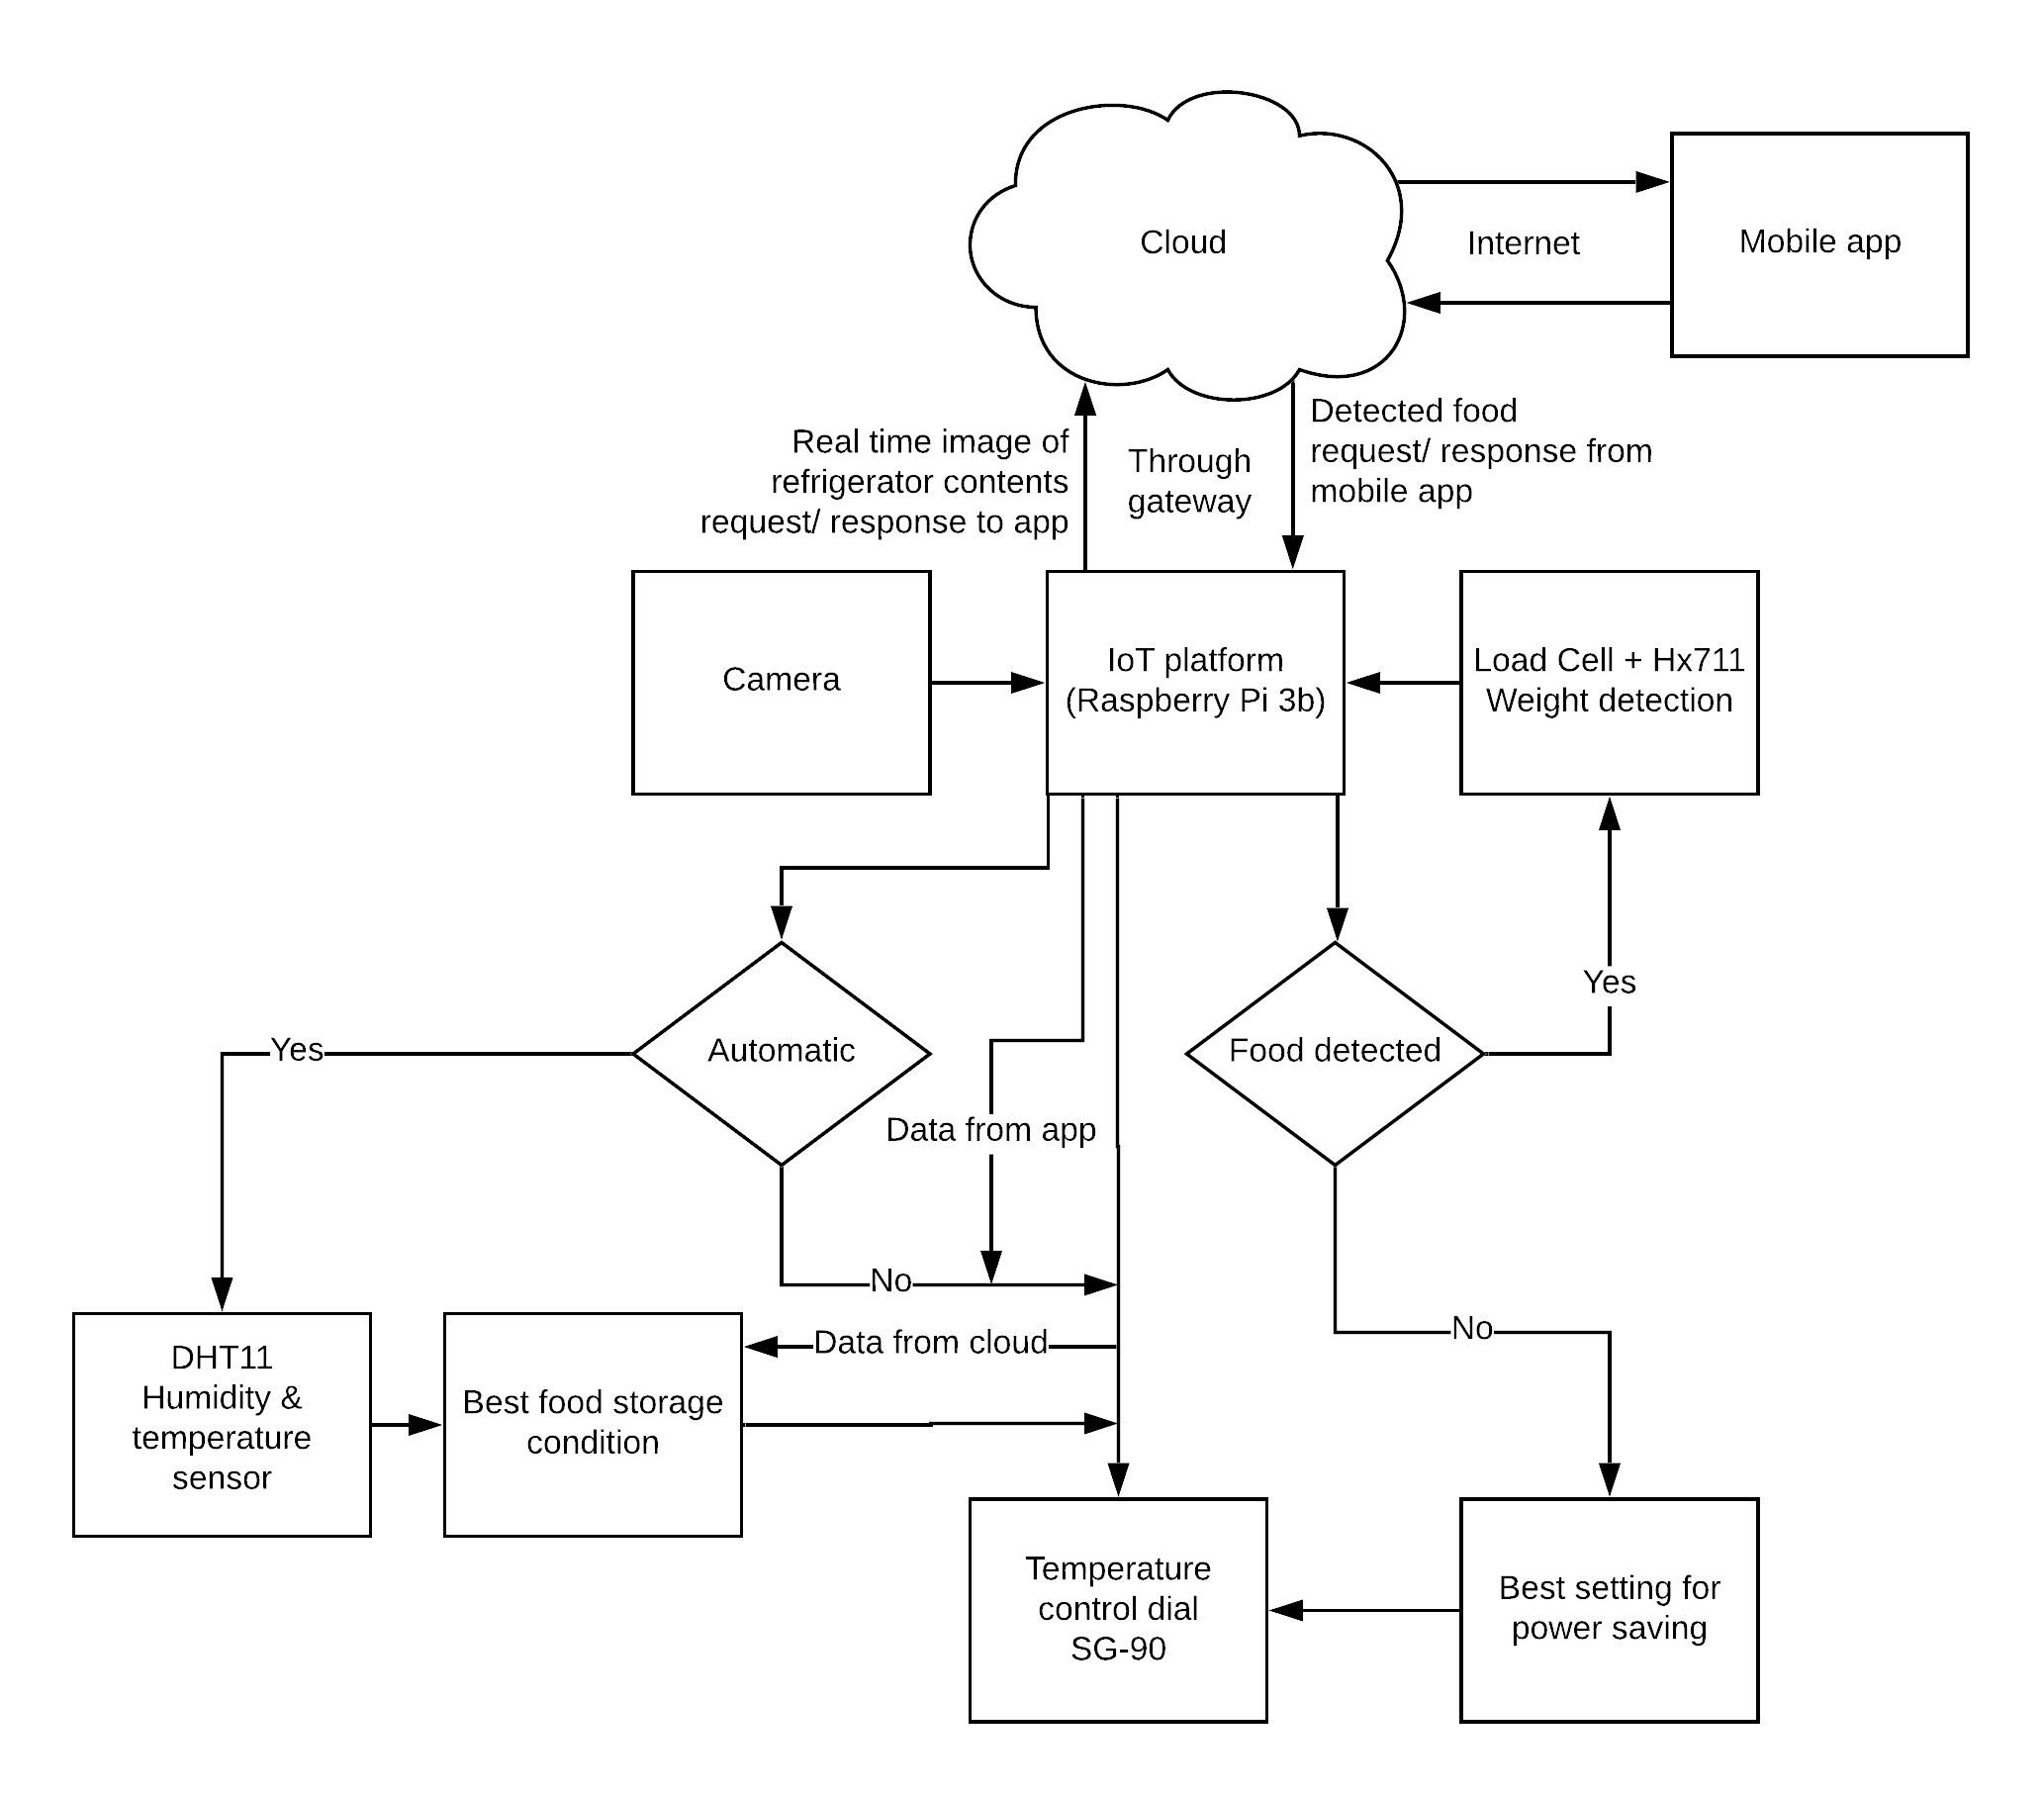 Cloud
Internet
Mobile app
Real time image of
refrigerator contents
request/ response to app
Through
gateway
Detected food
request/ response from
mobile app
Camera
IoT platform
(Raspberry Pi 3b)
Load Cell + Hx711
Weight detection
Yes
Automatic
Food detected
Yes
Data from app
No
Data from cloud
No
DHT11
Humidity &
temperature
sensor
Best food storage
condition
Temperature
control dial
SG-90
Best setting for
power saving